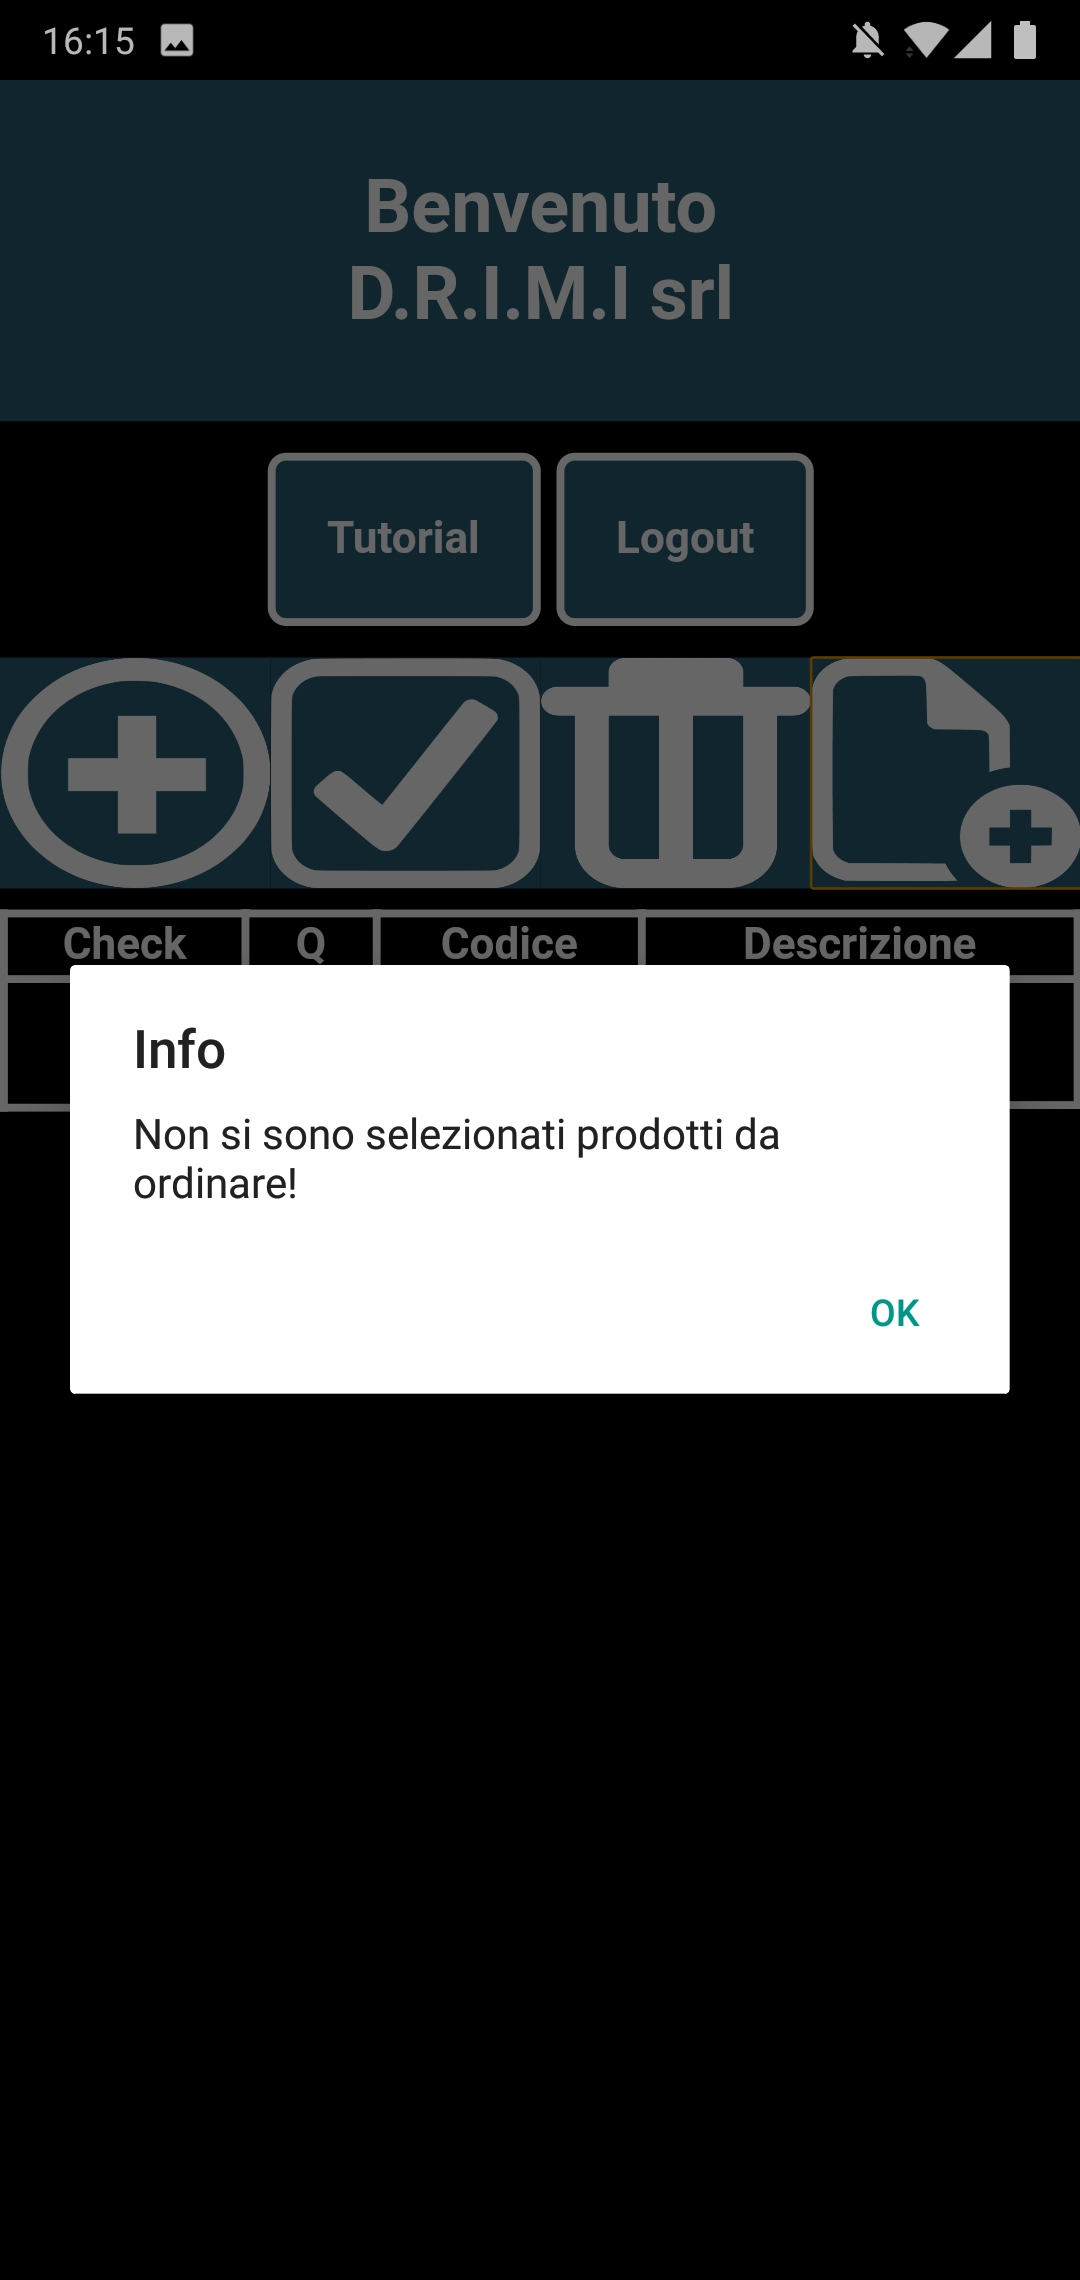 16:15
Benvenuto
D.R.I.M.I srl
Tutorial Logout
Check Q Codice Descrizione
Info
Non si sono selezionati prodotti da
ordinare!
OK